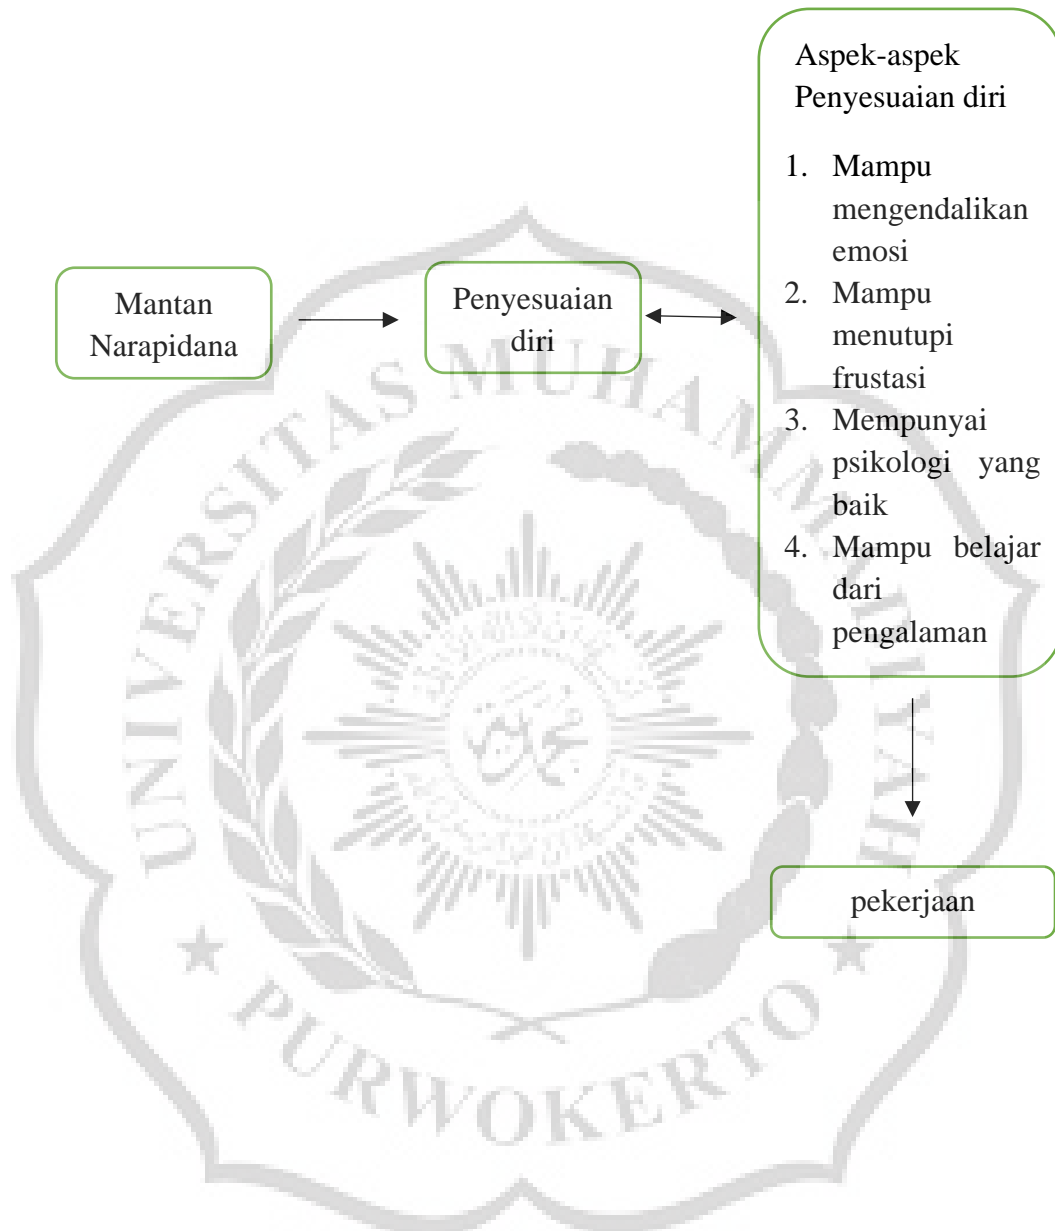 Mantan
Narapidana
Penyesuaian
diri
Aspek-aspek
Penyesuaian diri
1. Mampu
mengendalikan
emosi
2. Mampu
menutupi
frustasi
3. Mempunyai
psikologi yang
baik
4. Mampu belajar
dari
pengalaman
pekerjaan
UNIVERSITAS MUHAMMADIYAH
PURWOKERTO